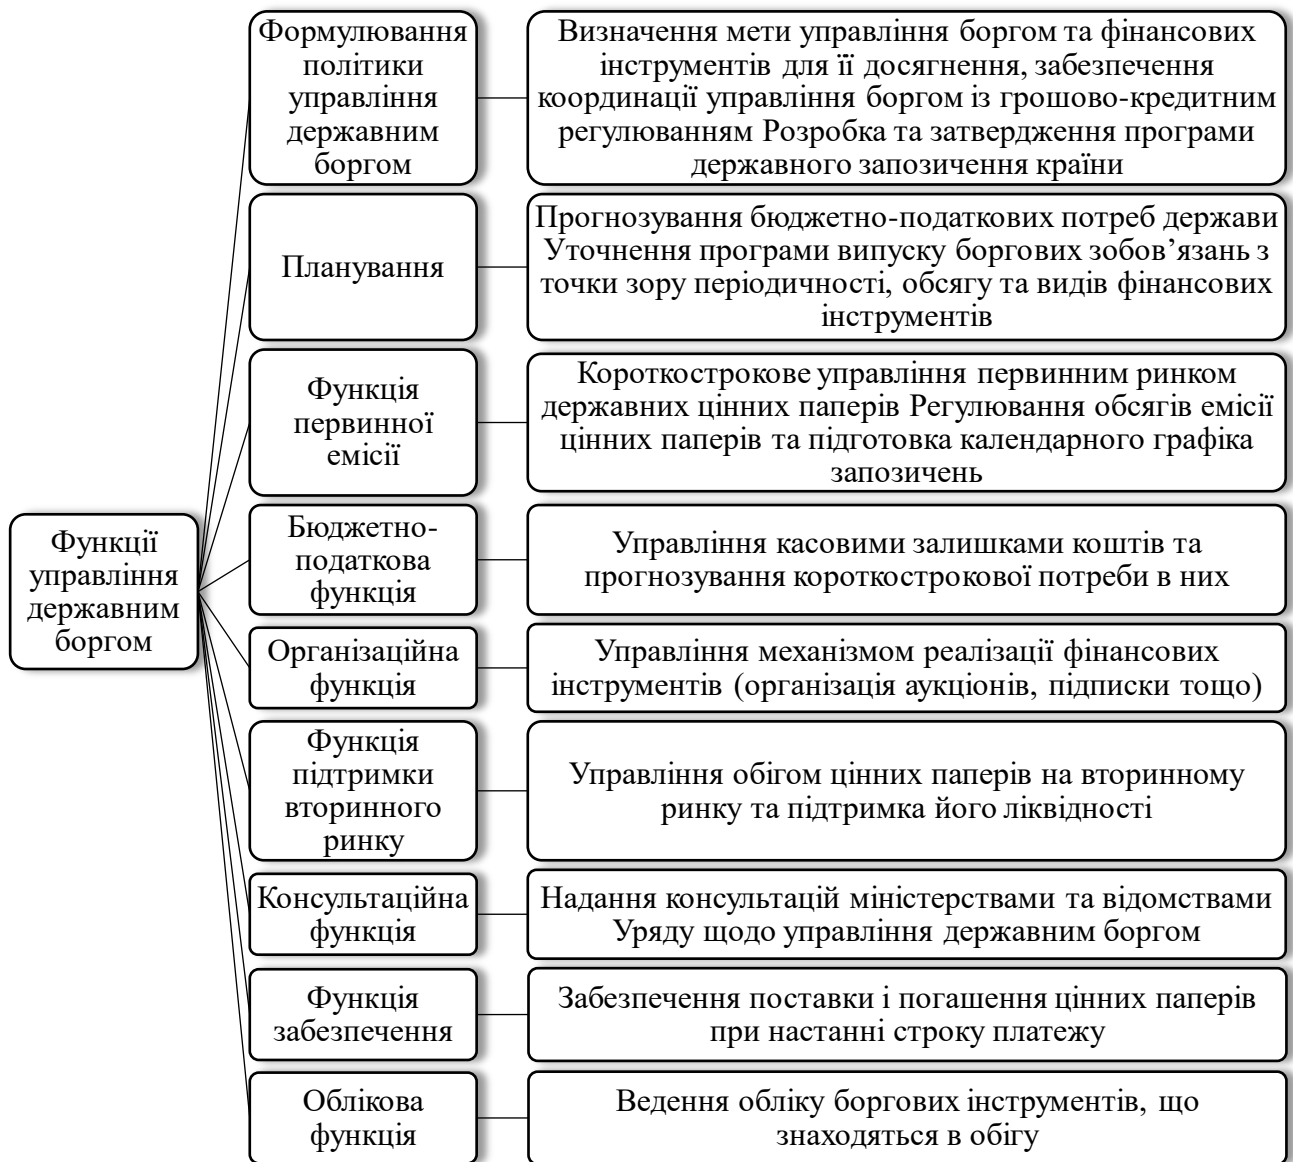 Функції
управління
державним
боргом
Формулювання
політики
управління
державним
боргом
Визначення мети управління боргом та фінансових
інструментів для її досягнення, забезпечення
координації управління боргом із грошово-кредитним
регулюванням Розробка та затвердження програми
державного запозичення країни
Планування
Прогнозування бюджетно-податкових потреб держави
Уточнення програми випуску боргових зобов’язань з
точки зору періодичності, обсягу та видів фінансових
інструментів
Функція
первинної
емісії
Короткострокове управління первинним ринком
державних цінних паперів Регулювання обсягів емісії
цінних паперів та підготовка календарного графіка
запозичень
Бюджетно-
податкова
функція
Управління касовими залишками коштів та
прогнозування короткострокової потреби в них
Організаційна
функція
Управління механізмом реалізації фінансових
інструментів (організація аукціонів, підписки тощо)
Функція
підтримки
вторинного
ринку
Управління обігом цінних паперів на вторинному
ринку та підтримка його ліквідності
Консультаційна
функція
Надання консультацій міністерствами та відомствами
Уряду щодо управління державним боргом
Функція
забезпечення
Забезпечення поставки і погашення цінних паперів
при настанні строку платежу
Облікова
функція
Ведення обліку боргових інструментів, що
знаходяться в обігу